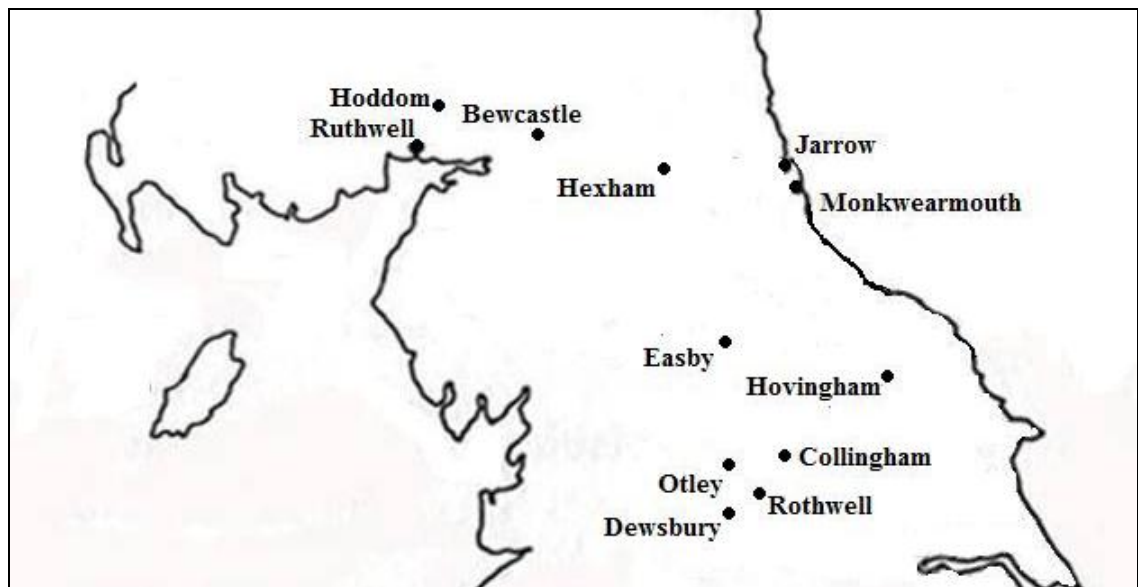 Hoddom
Bewcastle
Ruthwell
Jarrow
Hexham
Monkwearmouth
Easby
Hovingham
Collingham
Otley
Rothwell
Dewsbury